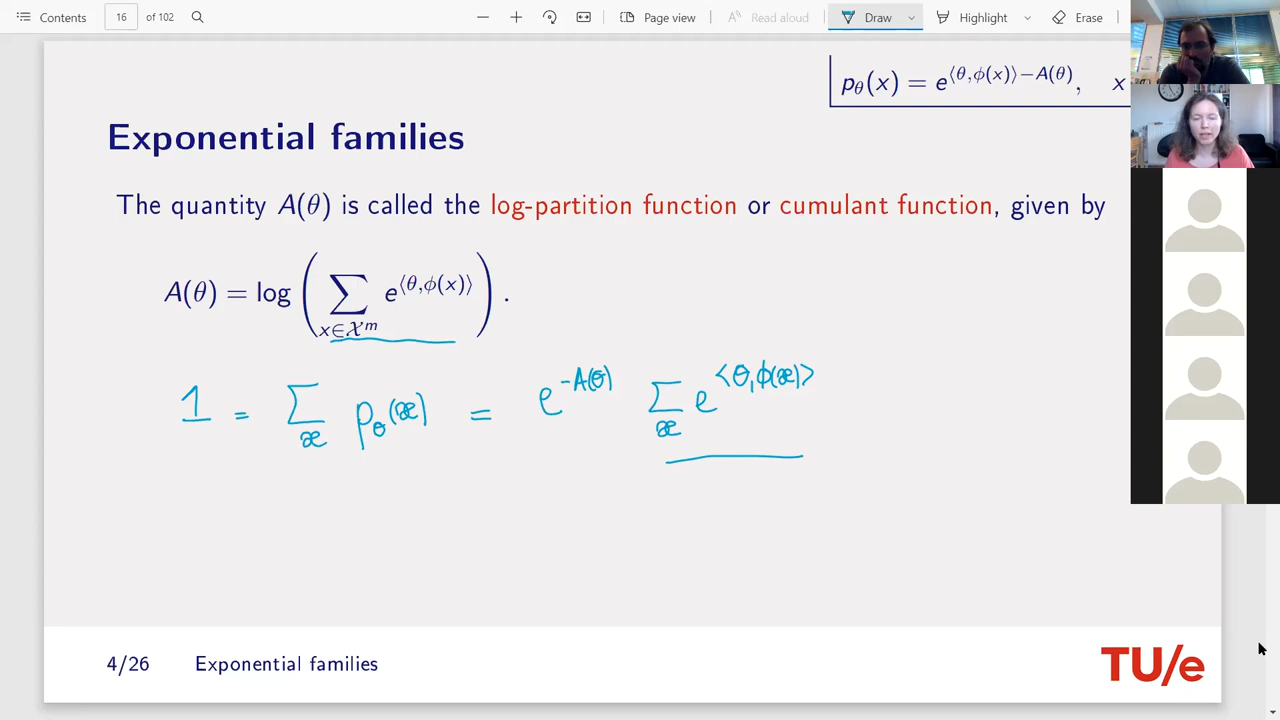 Contents 16 of 102 Page view Read aloud Draw Highlight Erase
p_θ(x) = e^{⟨θ,ϕ(x)⟩−A(θ)}, x
Exponential families
The quantity A(θ) is called the log-partition function or cumulant function, given by
A(θ) = log ( ∑_{x∈𝒳^m} e^{⟨θ,ϕ(x)⟩} ).
1 = ∑_x p_θ(x) = e^{-A(θ)} ∑_x e^{<θ,ϕ(x)>}
4/26 Exponential families TU/e